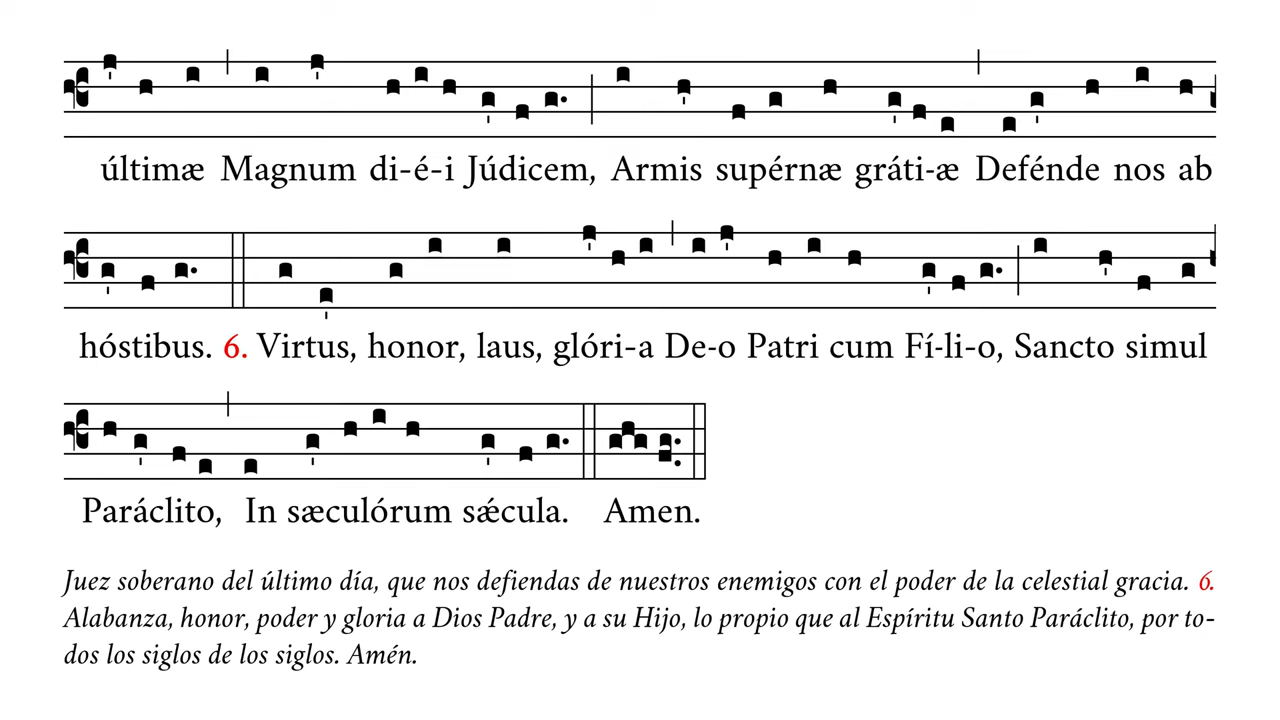 últimæ Magnum di-é-i Júdicem, Armis supérnæ gráti-æ Defénde nos ab
hóstibus. 6. Virtus, honor, laus, glóri-a De-o Patri cum Fí-li-o, Sancto simul
Paráclito, In sæculórum sǽcula. Amen.
Juez soberano del último día, que nos defiendas de nuestros enemigos con el poder de la celestial gracia. 6.
Alabanza, honor, poder y gloria a Dios Padre, y a su Hijo, lo propio que al Espíritu Santo Paráclito, por to-
dos los siglos de los siglos. Amén.